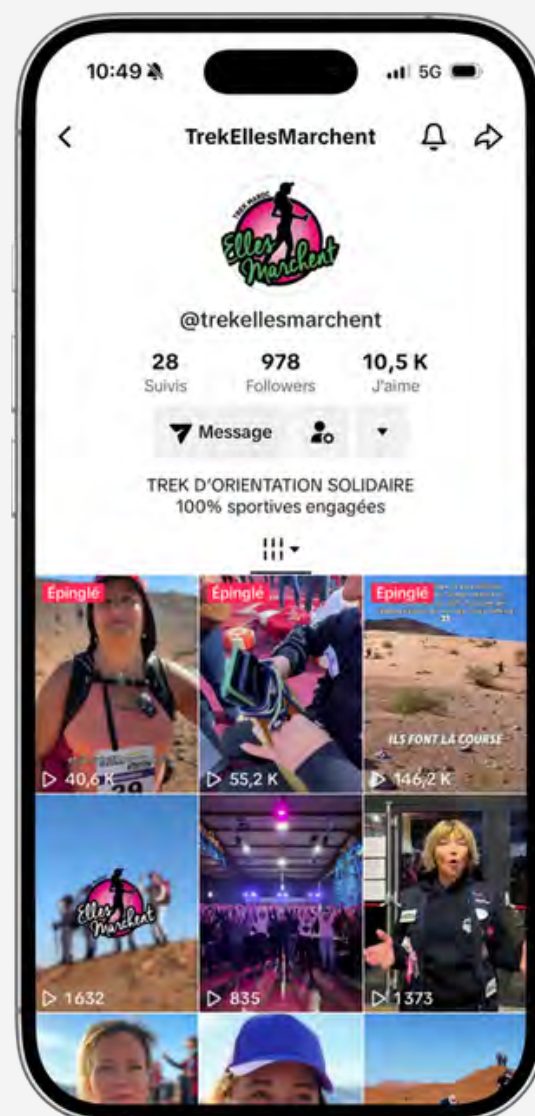 10:49
5G
TrekEllesMarchent
TREK MAROC
Elles
Marchent
@trekellesmarchent
28 978 10,5 K
Suivis Followers J'aime
Message
TREK D'ORIENTATION SOLIDAIRE
100% sportives engagées
Épinglé Épinglé Épinglé
ILS FONT LA COURSE
40,6 K 55,2 K 146,2 K
Elles
Marchent
1632 835 1373